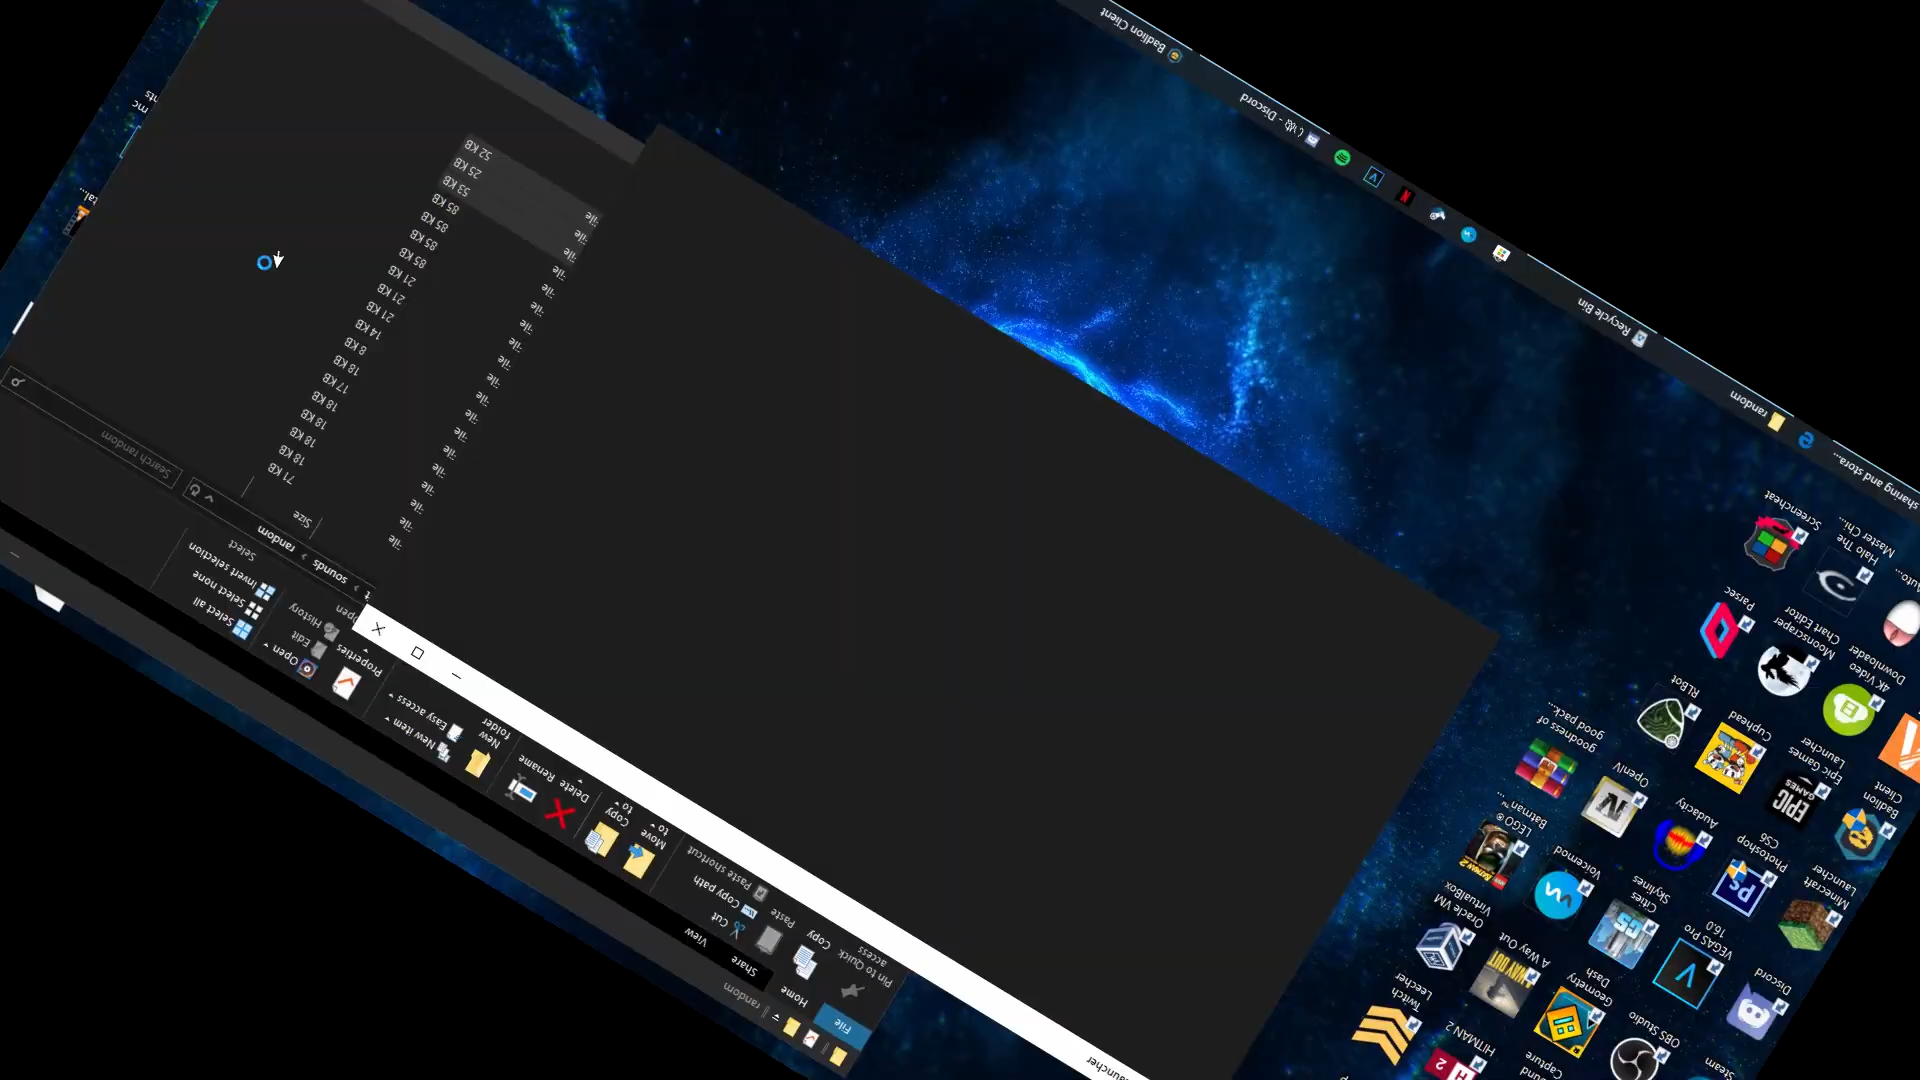 Badlion Client
Discord
Recycle Bin
random
sharing and stora...
52 KB
25 KB
53 KB
85 KB
85 KB
85 KB
85 KB
21 KB
21 KB
21 KB
14 KB
8 KB
18 KB
17 KB
18 KB
18 KB
18 KB
18 KB
71 KB
Size
Search random
sounds › random
File
Home
Share
View
random
Pin to Quick
access
Copy
Paste
Cut
Copy path
Paste shortcut
Move
to
Copy
to
Delete
Rename
New
folder
New item
Easy access
Properties
Open
Edit
History
Open
Select all
Select none
Invert selection
Select
Screencheat
Halo The
Master Chi...
Parsec
Moonscraper
Chart Editor
4K Video
Downloader
RLBot
Cuphead
Epic Games
Launcher
Badlion
Client
goodness of
good pack...
OpenIV
Audacity
Photoshop
CS6
Minecraft
Launcher
LEGO®
Batman™ ...
Voicemod
Cities
Skylines
VEGAS Pro
16.0
Discord
Oracle VM
VirtualBox
A Way Out
Geometry
Dash
OBS Studio
Steam
Twitch
Leecher
HITMAN 2
Capture